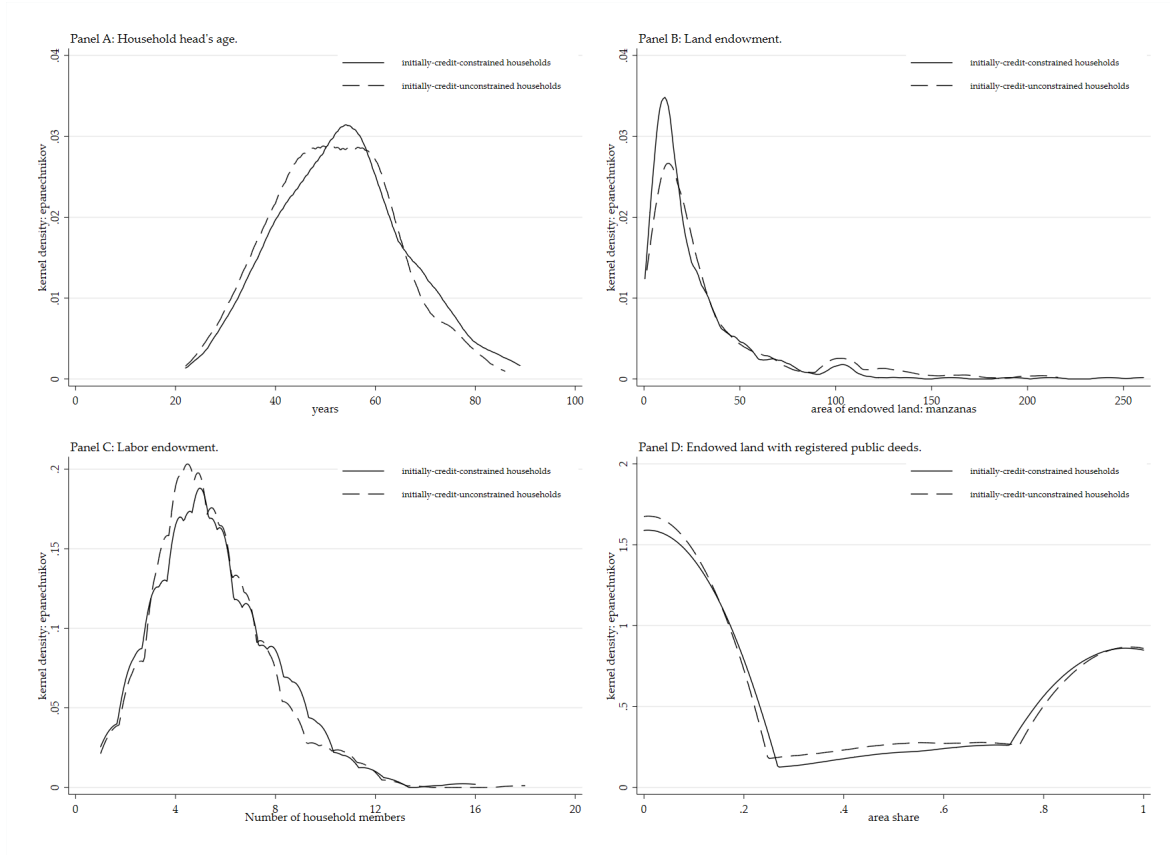 Panel A: Household head's age.
kernel density: epanechnikov
.04
.03
.02
.01
0
initially-credit-constrained households
initially-credit-unconstrained households
0 20 40 60 80 100
years
Panel B: Land endowment.
kernel density: epanechnikov
.04
.03
.02
.01
0
initially-credit-constrained households
initially-credit-unconstrained households
0 50 100 150 200 250
area of endowed land: manzanas
Panel C: Labor endowment.
kernel density: epanechnikov
.2
.15
.1
.05
0
initially-credit-constrained households
initially-credit-unconstrained households
0 4 8 12 16 20
Number of household members
Panel D: Endowed land with registered public deeds.
kernel density: epanechnikov
2
1.5
1
.5
0
initially-credit-constrained households
initially-credit-unconstrained households
0 .2 .4 .6 .8 1
area share